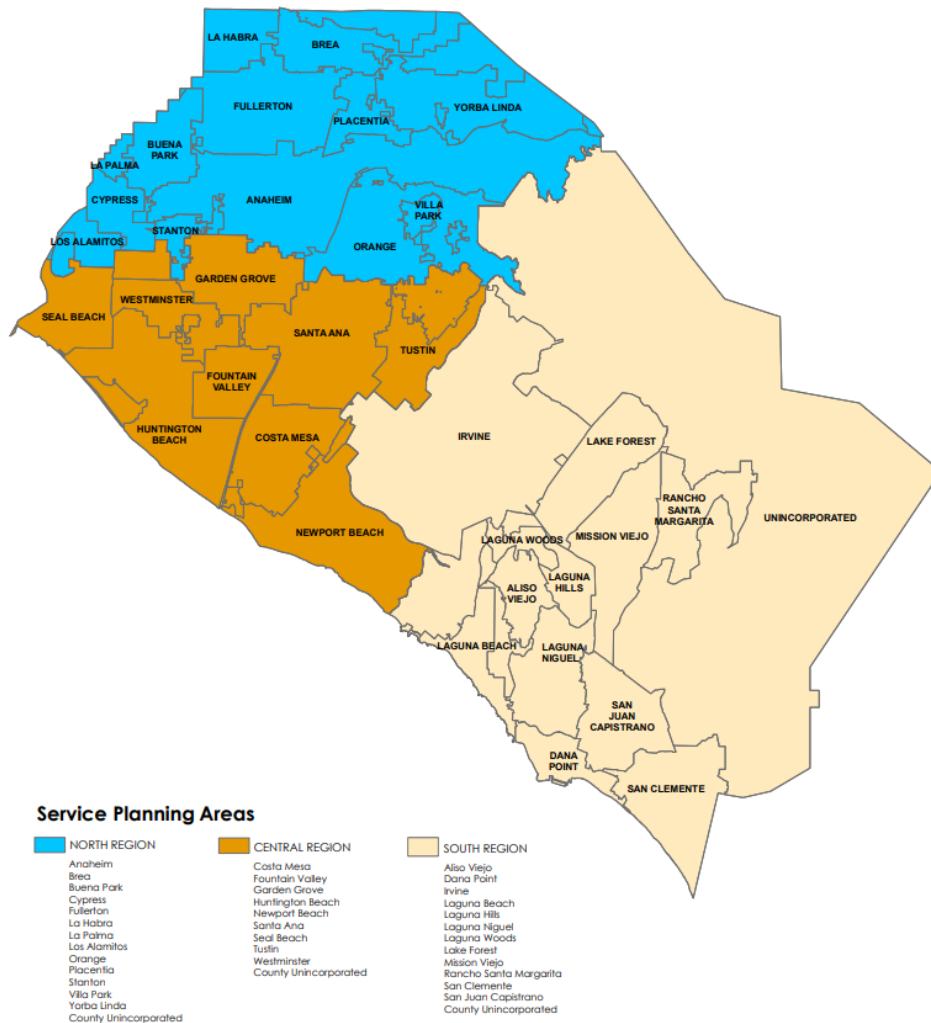 LA HABRA
BREA
FULLERTON
YORBA LINDA
PLACENTIA
BUENA
PARK
LA PALMA
CYPRESS
ANAHEIM
VILLA
PARK
STANTON
LOS ALAMITOS
ORANGE
GARDEN GROVE
WESTMINSTER
SEAL BEACH
SANTA ANA
TUSTIN
FOUNTAIN
VALLEY
HUNTINGTON
BEACH
COSTA MESA
IRVINE
LAKE FOREST
RANCHO
SANTA
MARGARITA
UNINCORPORATED
NEWPORT BEACH
LAGUNA WOODS
MISSION VIEJO
LAGUNA
HILLS
ALISO
VIEJO
LAGUNA BEACH
LAGUNA
NIGUEL
SAN
JUAN
CAPISTRANO
DANA
POINT
SAN CLEMENTE
Service Planning Areas
NORTH REGION
Anaheim
Brea
Buena Park
Cypress
Fullerton
La Habra
La Palma
Los Alamitos
Orange
Placentia
Stanton
Villa Park
Yorba Linda
County Unincorporated
CENTRAL REGION
Costa Mesa
Fountain Valley
Garden Grove
Huntington Beach
Newport Beach
Santa Ana
Seal Beach
Tustin
Westminster
County Unincorporated
SOUTH REGION
Aliso Viejo
Dana Point
Irvine
Laguna Beach
Laguna Hills
Laguna Niguel
Laguna Woods
Lake Forest
Mission Viejo
Rancho Santa Margarita
San Clemente
San Juan Capistrano
County Unincorporated